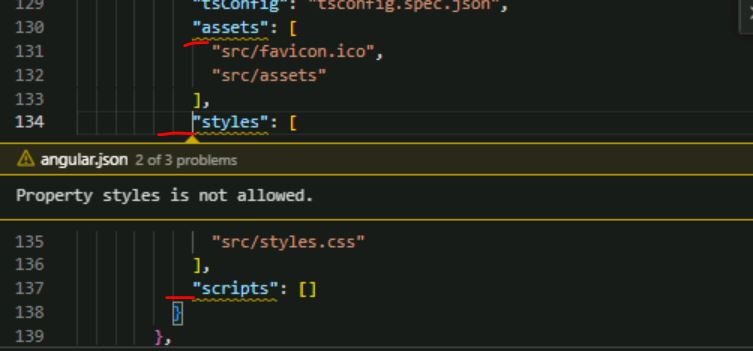 129 "tsConfig": "tsconfig.spec.json",
130 "assets": [
131 "src/favicon.ico",
132 "src/assets"
133 ],
134 "styles": [
angular.json 2 of 3 problems
Property styles is not allowed.
135 "src/styles.css"
136 ],
137 "scripts": []
138 }
139 },